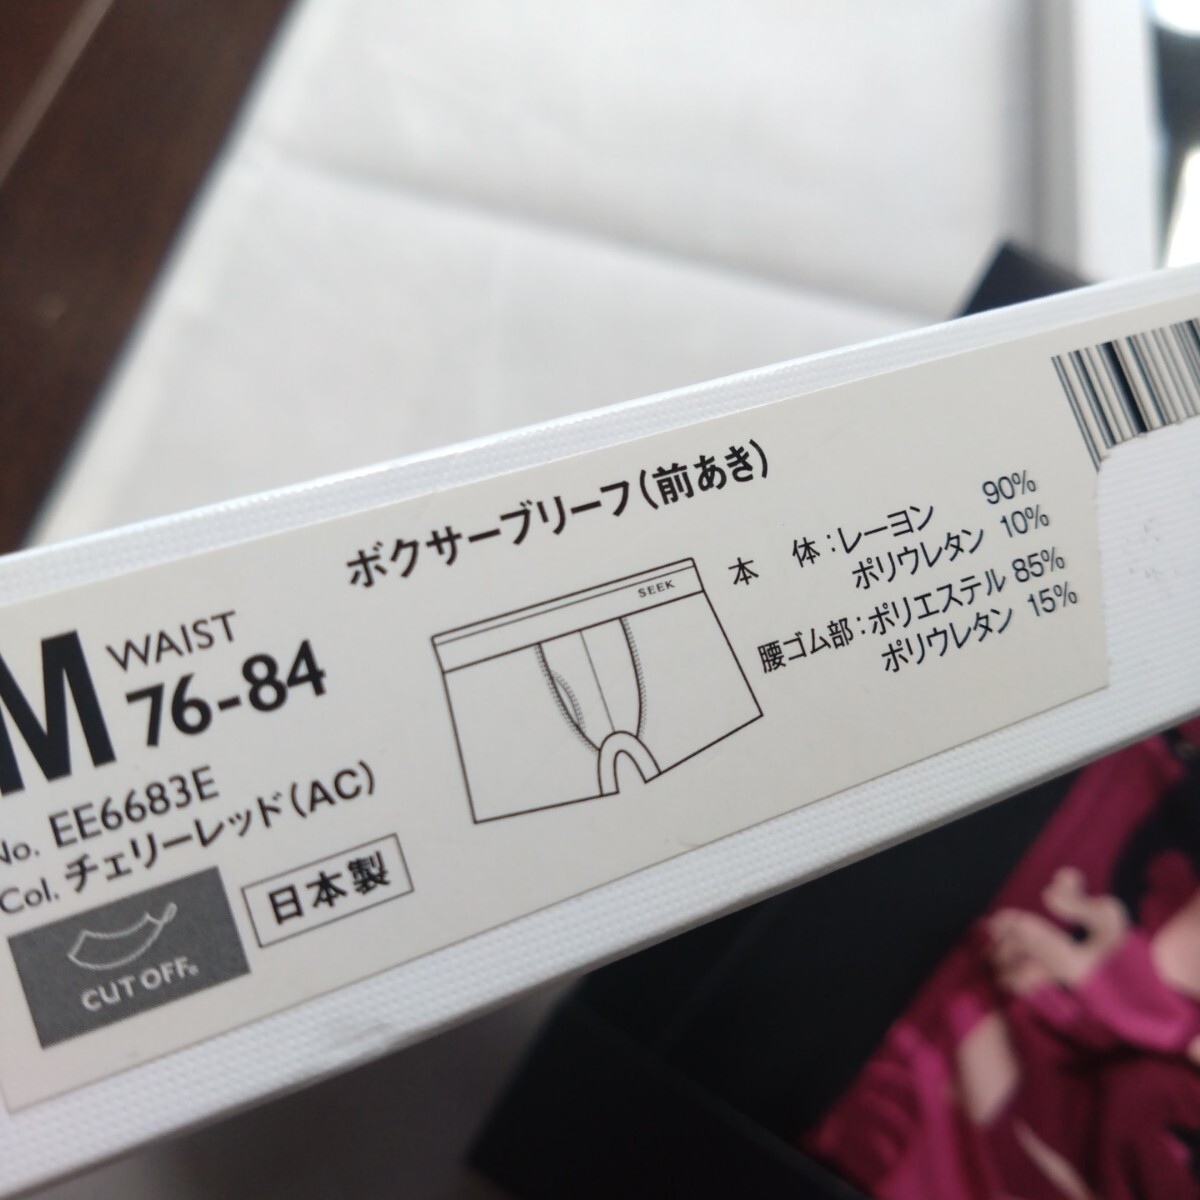 M
WAIST
76-84
No. EE6683E
Col. チェリーレッド(AC)
CUT OFF®
日本製
ボクサーブリーフ(前あき)
SEEK
本　体:レーヨン 90%
ポリウレタン 10%
腰ゴム部:ポリエステル 85%
ポリウレタン 15%